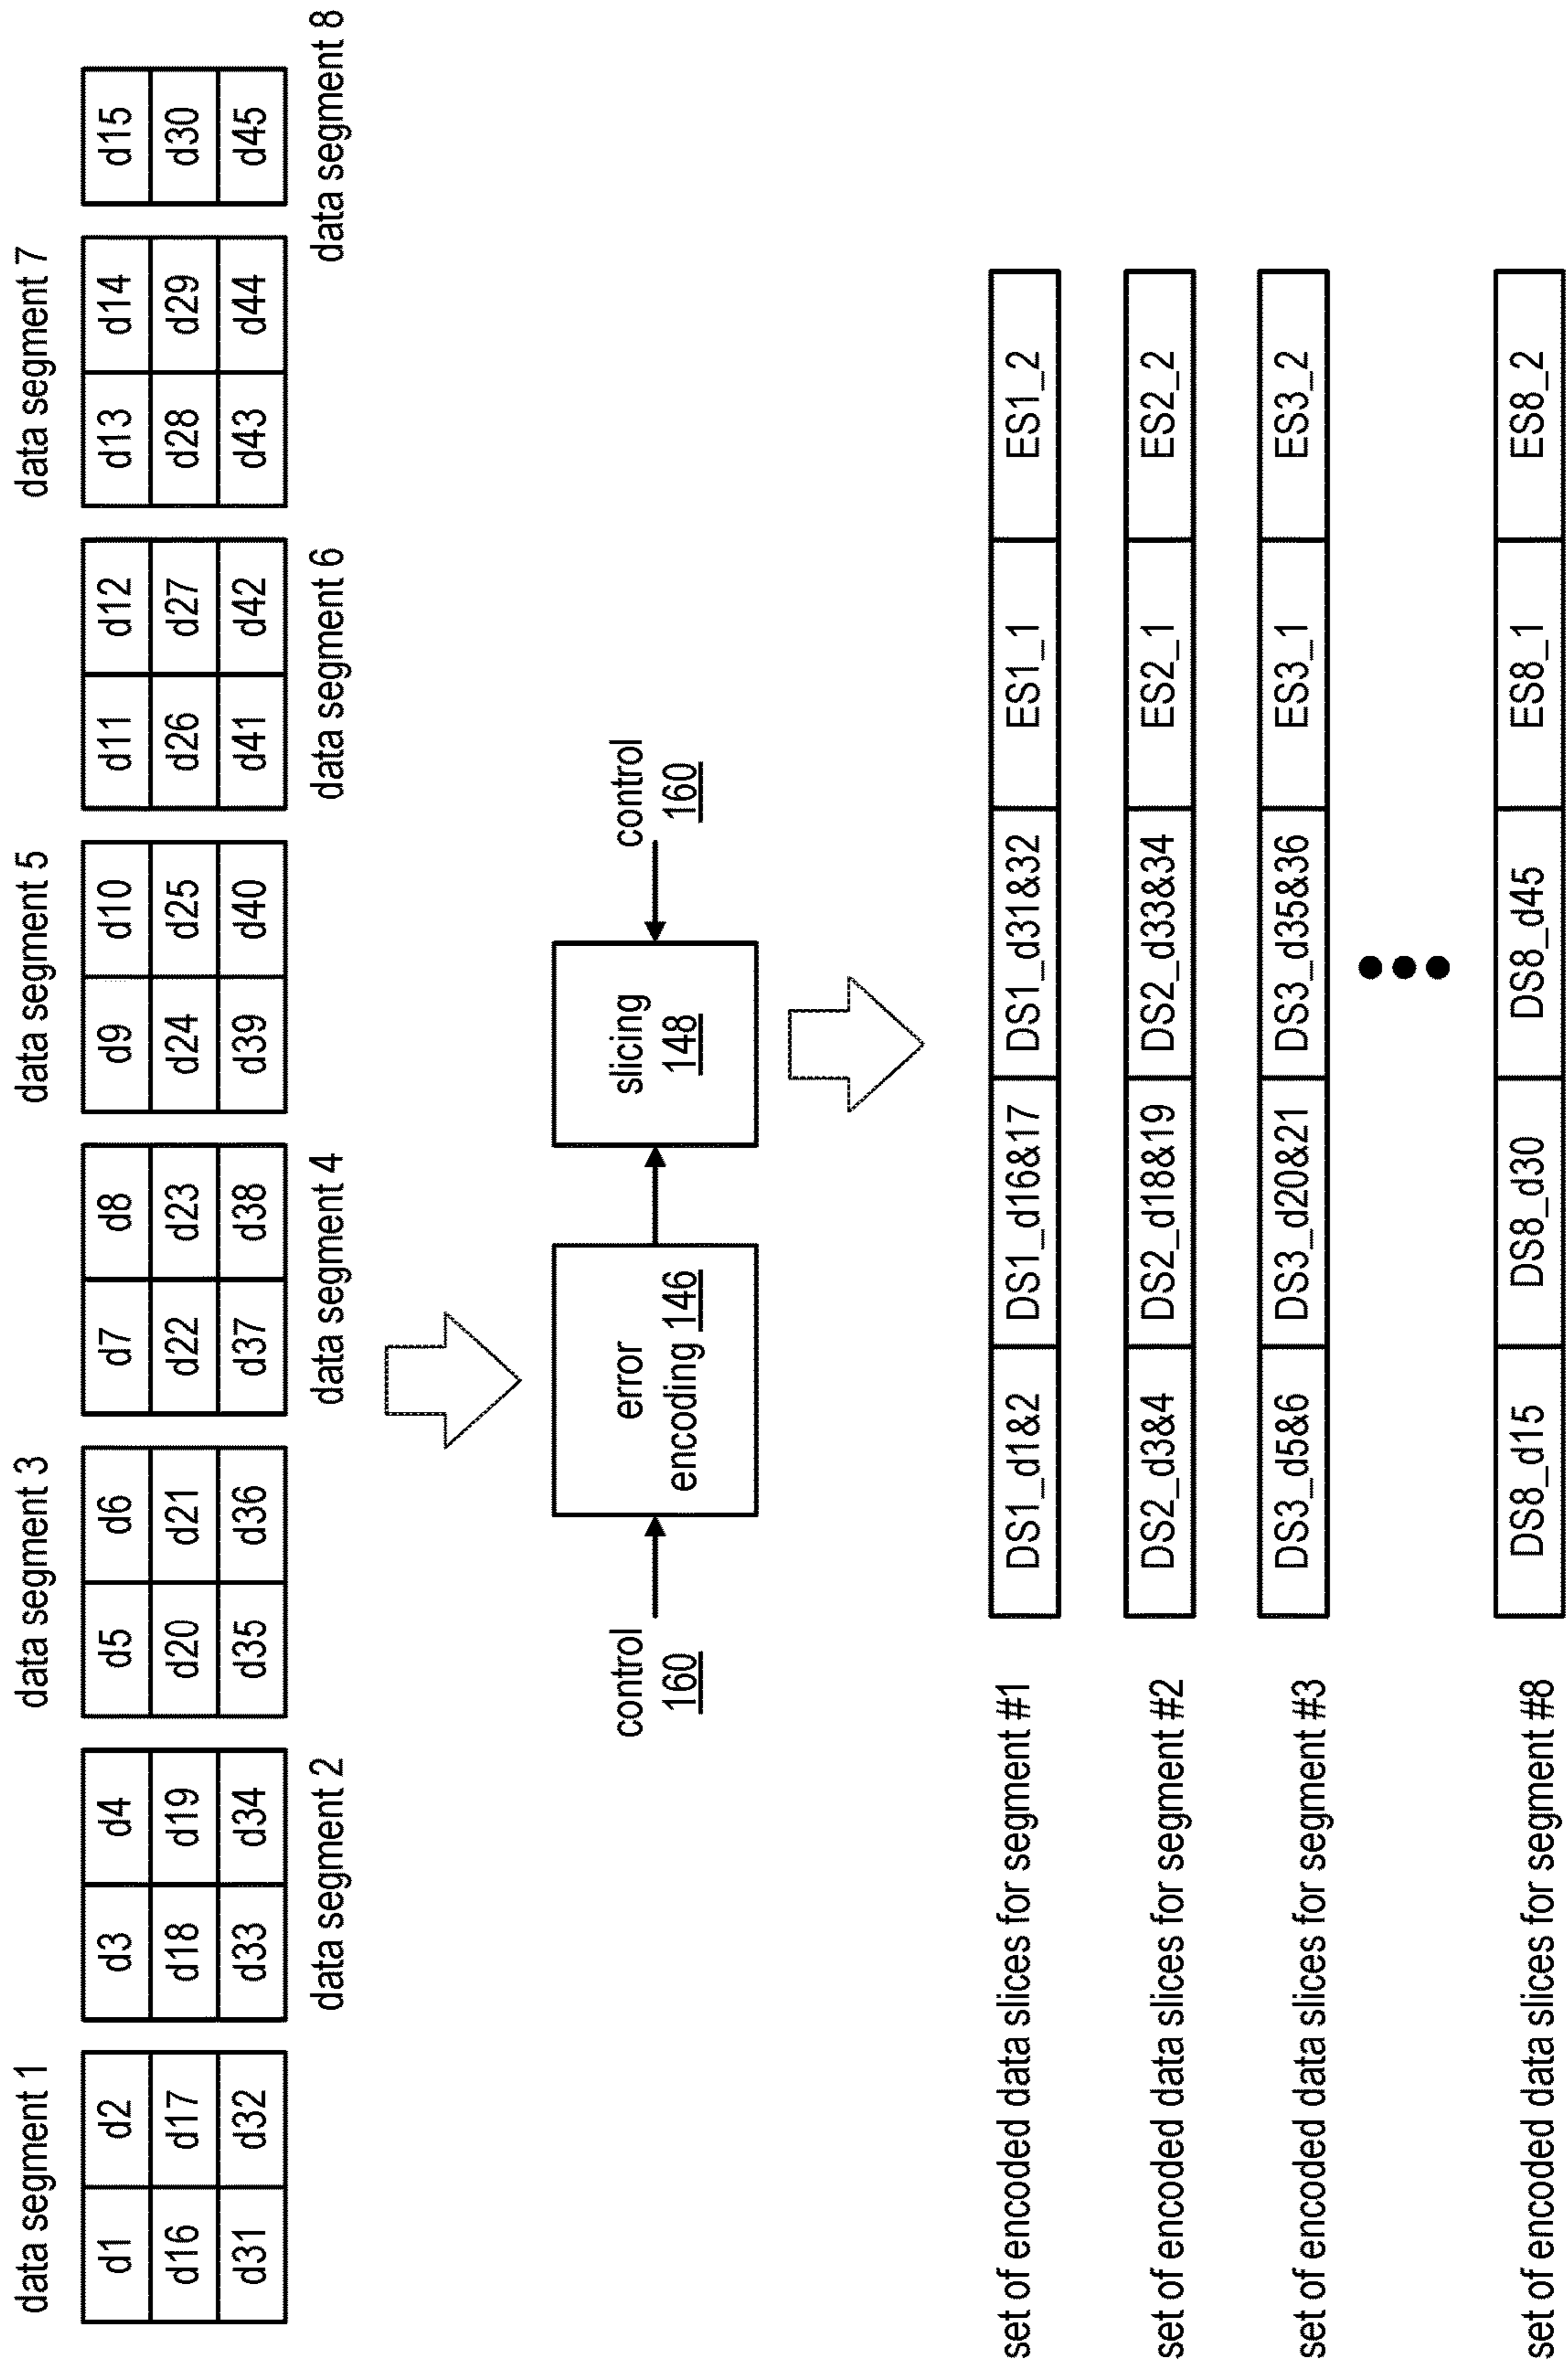 data segment 1
data segment 3
data segment 5
data segment 7
d1 d2 d3 d4 d5 d6 d7 d8 d9 d10 d11 d12 d13 d14 d15
d16 d17 d18 d19 d20 d21 d22 d23 d24 d25 d26 d27 d28 d29 d30
d31 d32 d33 d34 d35 d36 d37 d38 d39 d40 d41 d42 d43 d44 d45
data segment 2
data segment 4
data segment 6
data segment 8
control
160
error
encoding 146
slicing
148
control
160
set of encoded data slices for segment #1 DS1_d1&2 DS1_d16&17 DS1_d31&32 ES1_1 ES1_2
set of encoded data slices for segment #2 DS2_d3&4 DS2_d18&19 DS2_d33&34 ES2_1 ES2_2
set of encoded data slices for segment #3 DS3_d5&6 DS3_d20&21 DS3_d35&36 ES3_1 ES3_2
set of encoded data slices for segment #8 DS8_d15 DS8_d30 DS8_d45 ES8_1 ES8_2